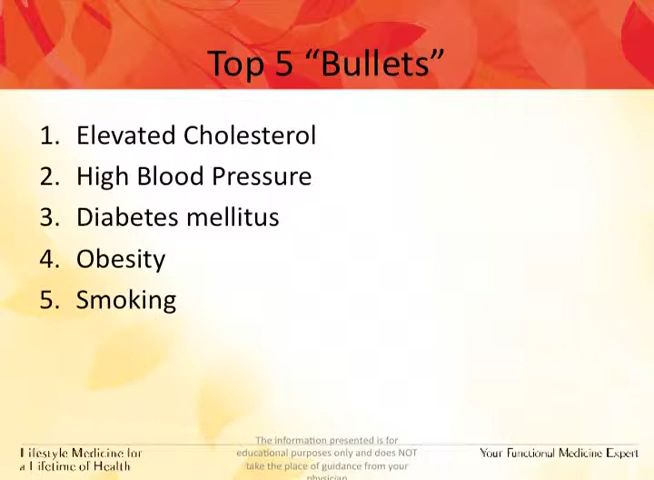 Top 5 “Bullets”
1. Elevated Cholesterol
2. High Blood Pressure
3. Diabetes mellitus
4. Obesity
5. Smoking
Lifestyle Medicine for
a Lifetime of Health
The information presented is for
educational purposes only and does NOT
take the place of guidance from your
physician
Your Functional Medicine Expert